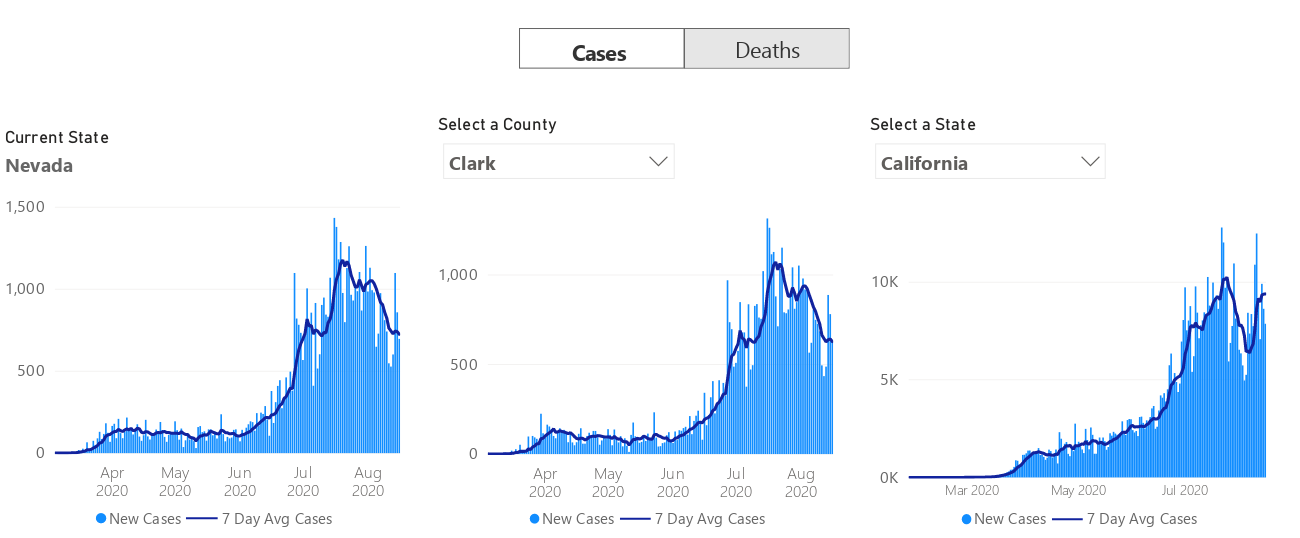 Cases Deaths
Current State
Nevada
1,500
1,000
500
0
Apr 2020
May 2020
Jun 2020
Jul 2020
Aug 2020
New Cases 7 Day Avg Cases
Select a County
Clark
1,000
500
0
Apr 2020
May 2020
Jun 2020
Jul 2020
Aug 2020
New Cases 7 Day Avg Cases
Select a State
California
10K
5K
0K
Mar 2020 May 2020 Jul 2020
New Cases 7 Day Avg Cases